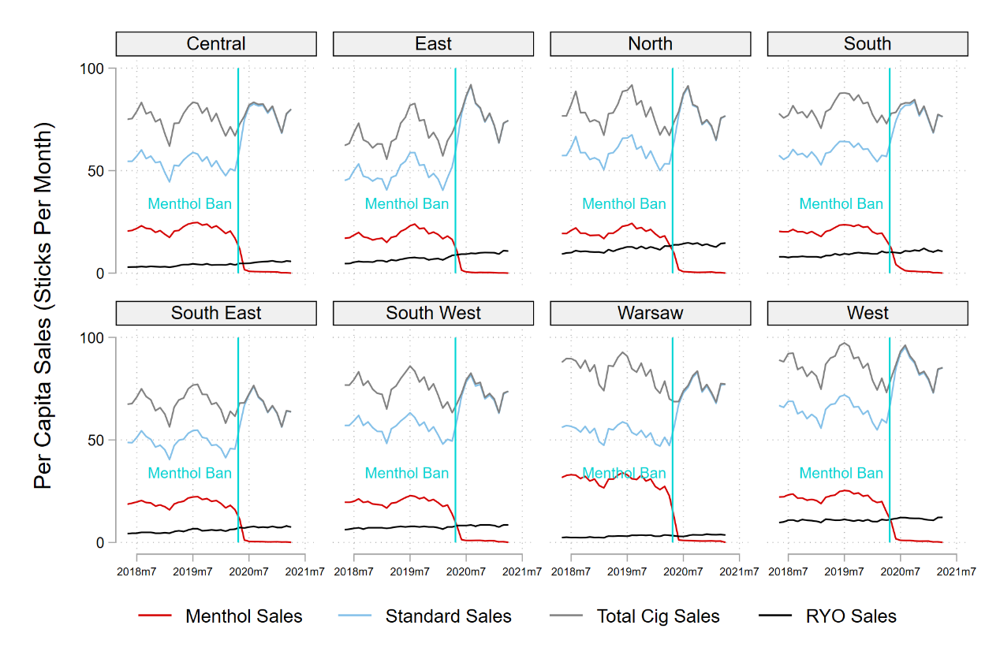 Per Capita Sales (Sticks Per Month)
Central East North South
100
50
0
Menthol Ban Menthol Ban Menthol Ban Menthol Ban
South East South West Warsaw West
100
50
0
Menthol Ban Menthol Ban Menthol Ban Menthol Ban
2018m7 2019m7 2020m7 2021m7 2018m7 2019m7 2020m7 2021m7 2018m7 2019m7 2020m7 2021m7 2018m7 2019m7 2020m7 2021m7
Menthol Sales Standard Sales Total Cig Sales RYO Sales